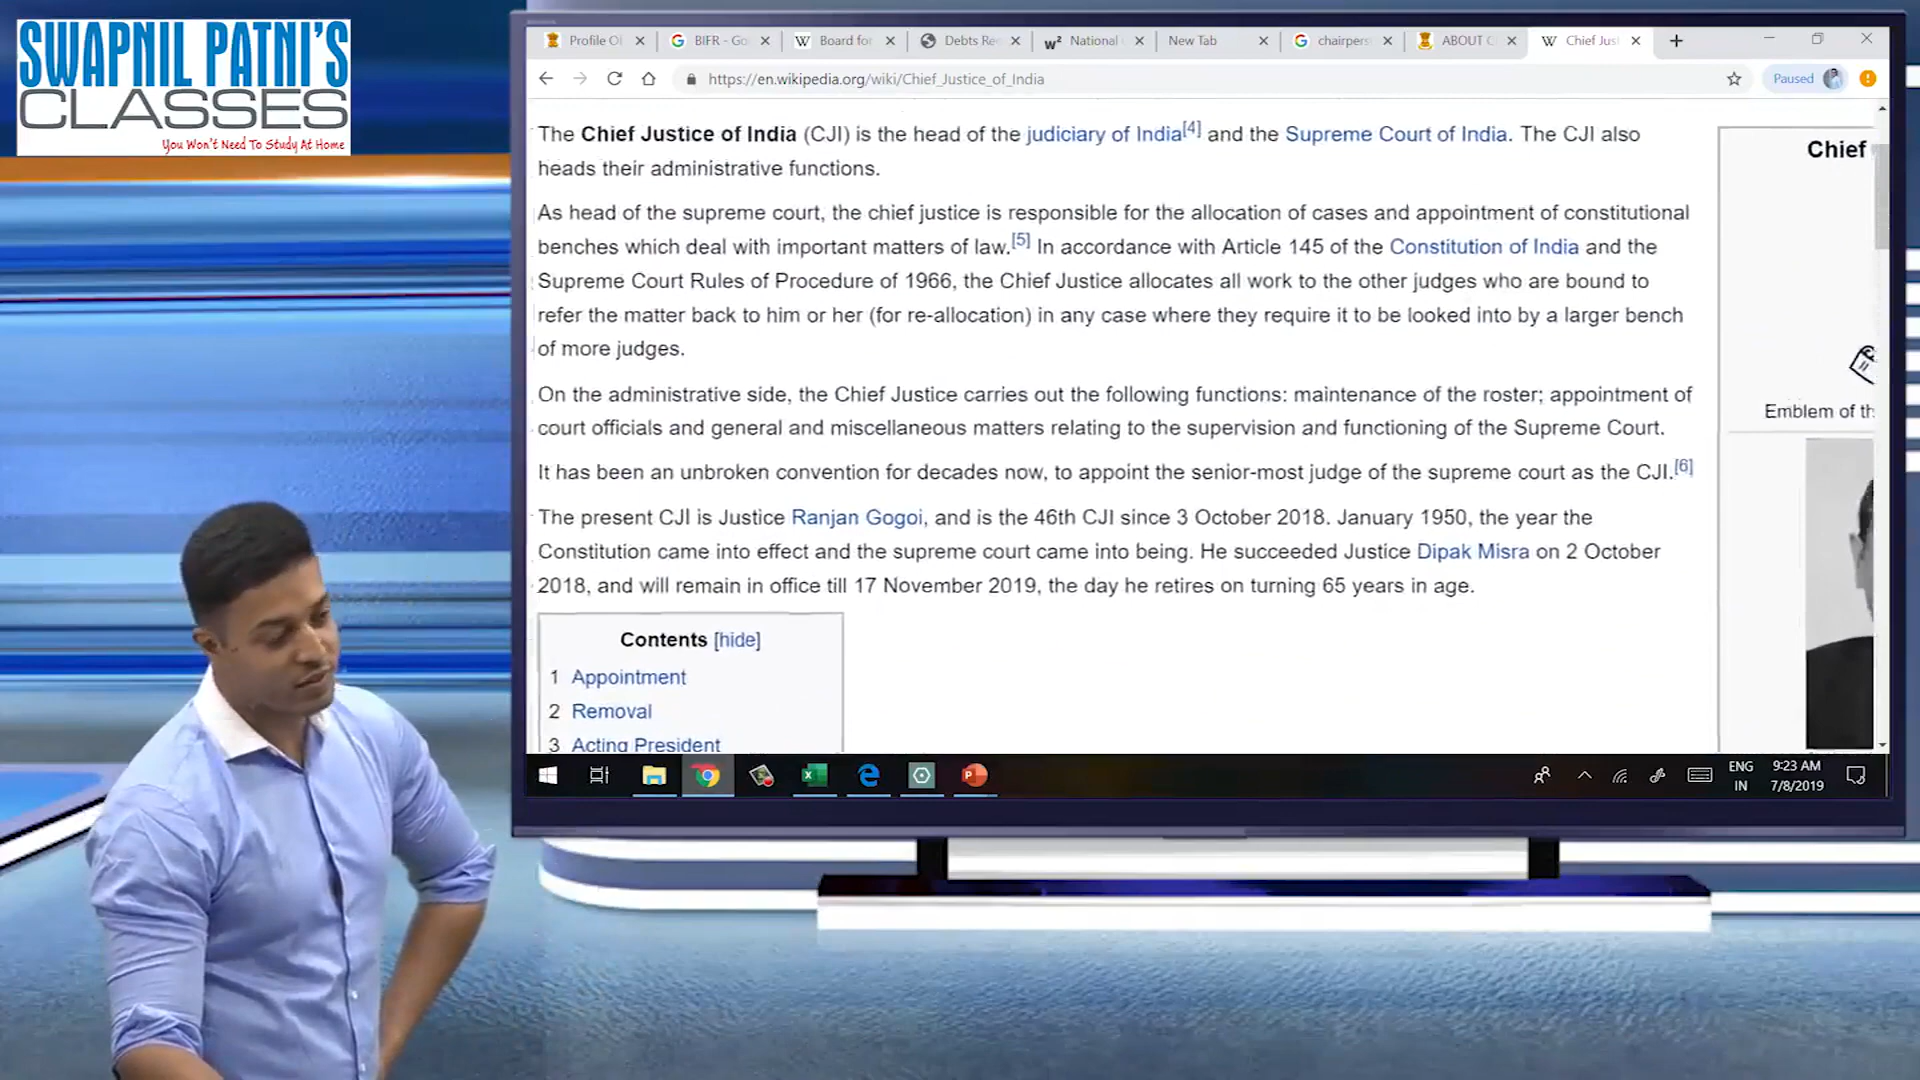 SWAPNIL PATNI'S
CLASSES
You Won't Need To Study At Home
Profile Of
BIFR - Go
Board for
Debts Re
National
New Tab
chairpers
ABOUT C
Chief Jus
https://en.wikipedia.org/wiki/Chief_Justice_of_India
Paused
The Chief Justice of India (CJI) is the head of the judiciary of India[4] and the Supreme Court of India. The CJI also
heads their administrative functions.
As head of the supreme court, the chief justice is responsible for the allocation of cases and appointment of constitutional
benches which deal with important matters of law.[5] In accordance with Article 145 of the Constitution of India and the
Supreme Court Rules of Procedure of 1966, the Chief Justice allocates all work to the other judges who are bound to
refer the matter back to him or her (for re-allocation) in any case where they require it to be looked into by a larger bench
of more judges.
On the administrative side, the Chief Justice carries out the following functions: maintenance of the roster; appointment of
court officials and general and miscellaneous matters relating to the supervision and functioning of the Supreme Court.
It has been an unbroken convention for decades now, to appoint the senior-most judge of the supreme court as the CJI.[6]
The present CJI is Justice Ranjan Gogoi, and is the 46th CJI since 3 October 2018. January 1950, the year the
Constitution came into effect and the supreme court came into being. He succeeded Justice Dipak Misra on 2 October
2018, and will remain in office till 17 November 2019, the day he retires on turning 65 years in age.
Contents [hide]
1 Appointment
2 Removal
3 Acting President
Chief
Emblem of th
ENG
IN
9:23 AM
7/8/2019